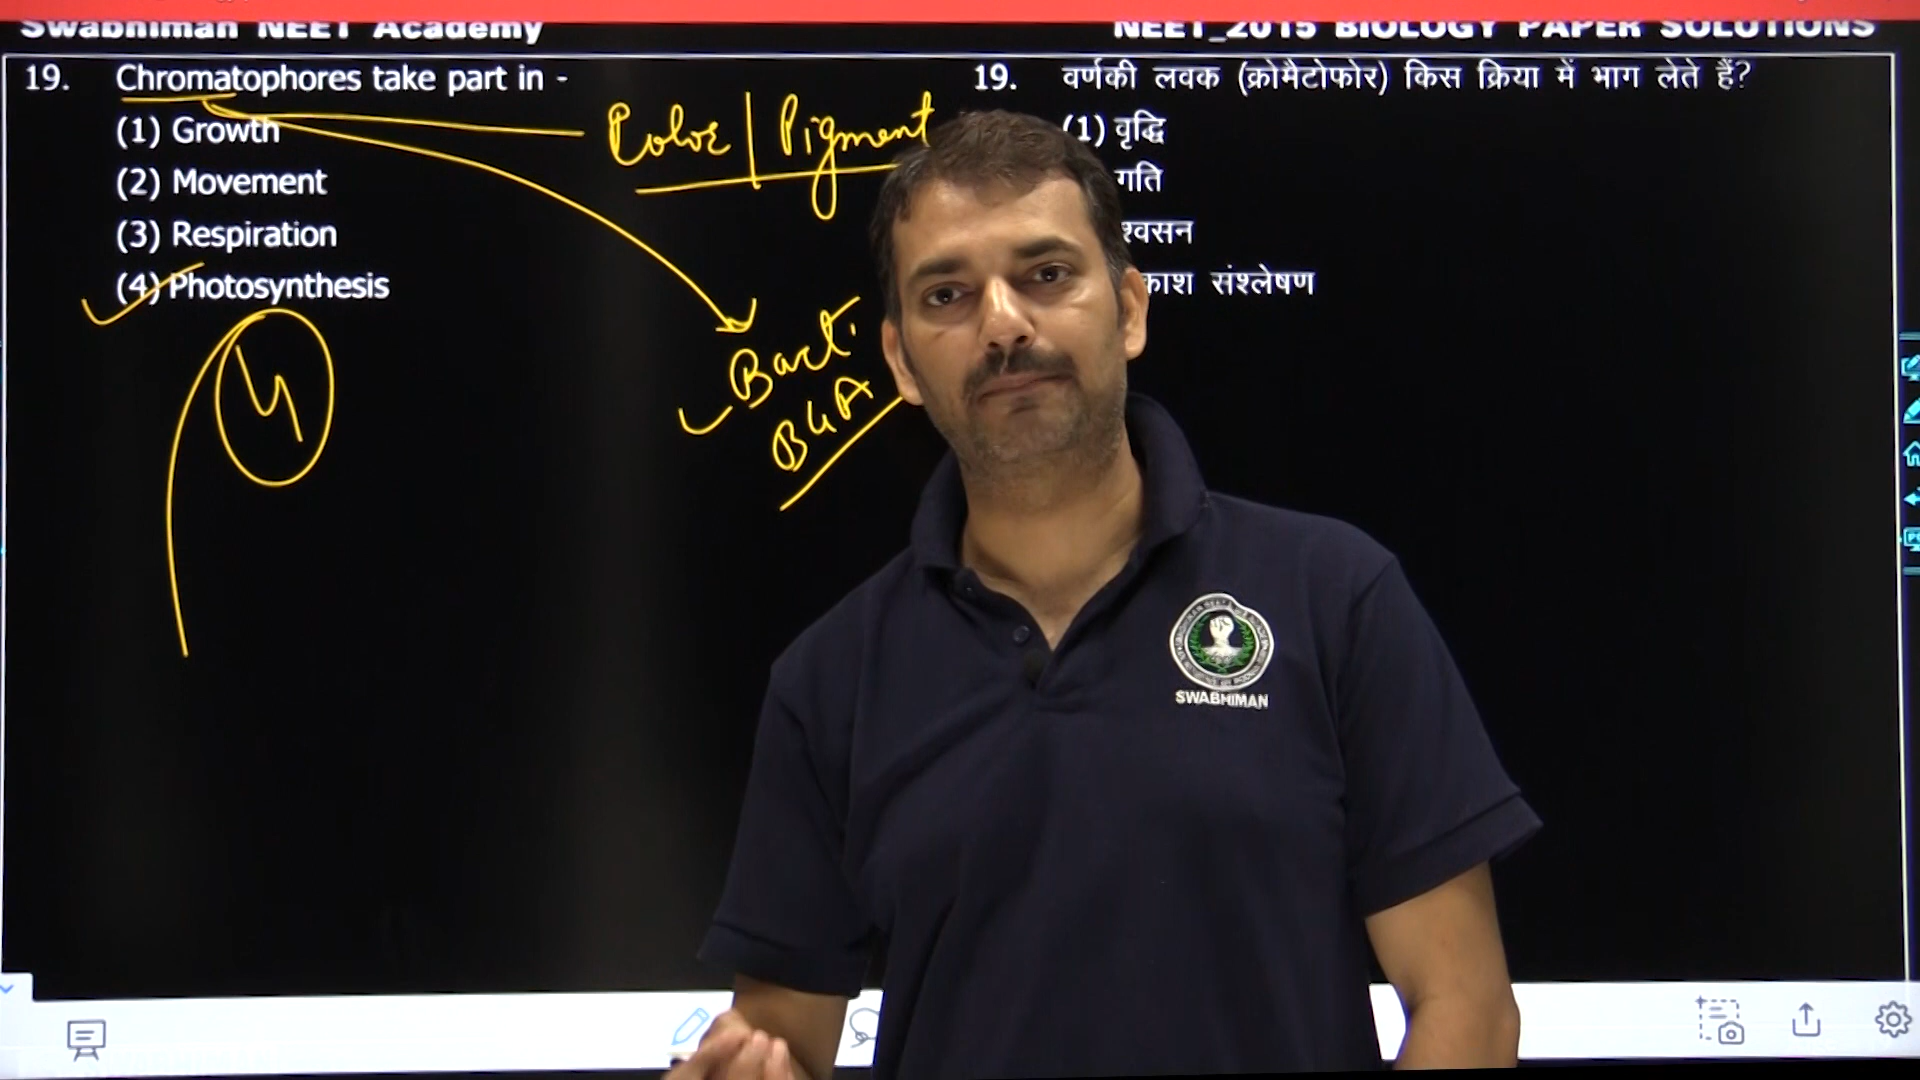 Swabhiman NEET Academy
NEET_2015 BIOLOGY PAPER SOLUTIONS
19. Chromatophores take part in -
(1) Growth
(2) Movement
(3) Respiration
(4) Photosynthesis
Color | Pigment
Bact.
BGA
4
19. वर्णकी लवक (क्रोमैटोफोर) किस क्रिया में भाग लेते हैं?
(1) वृद्धि
गति
श्वसन
काश संश्लेषण
SWABHIMAN